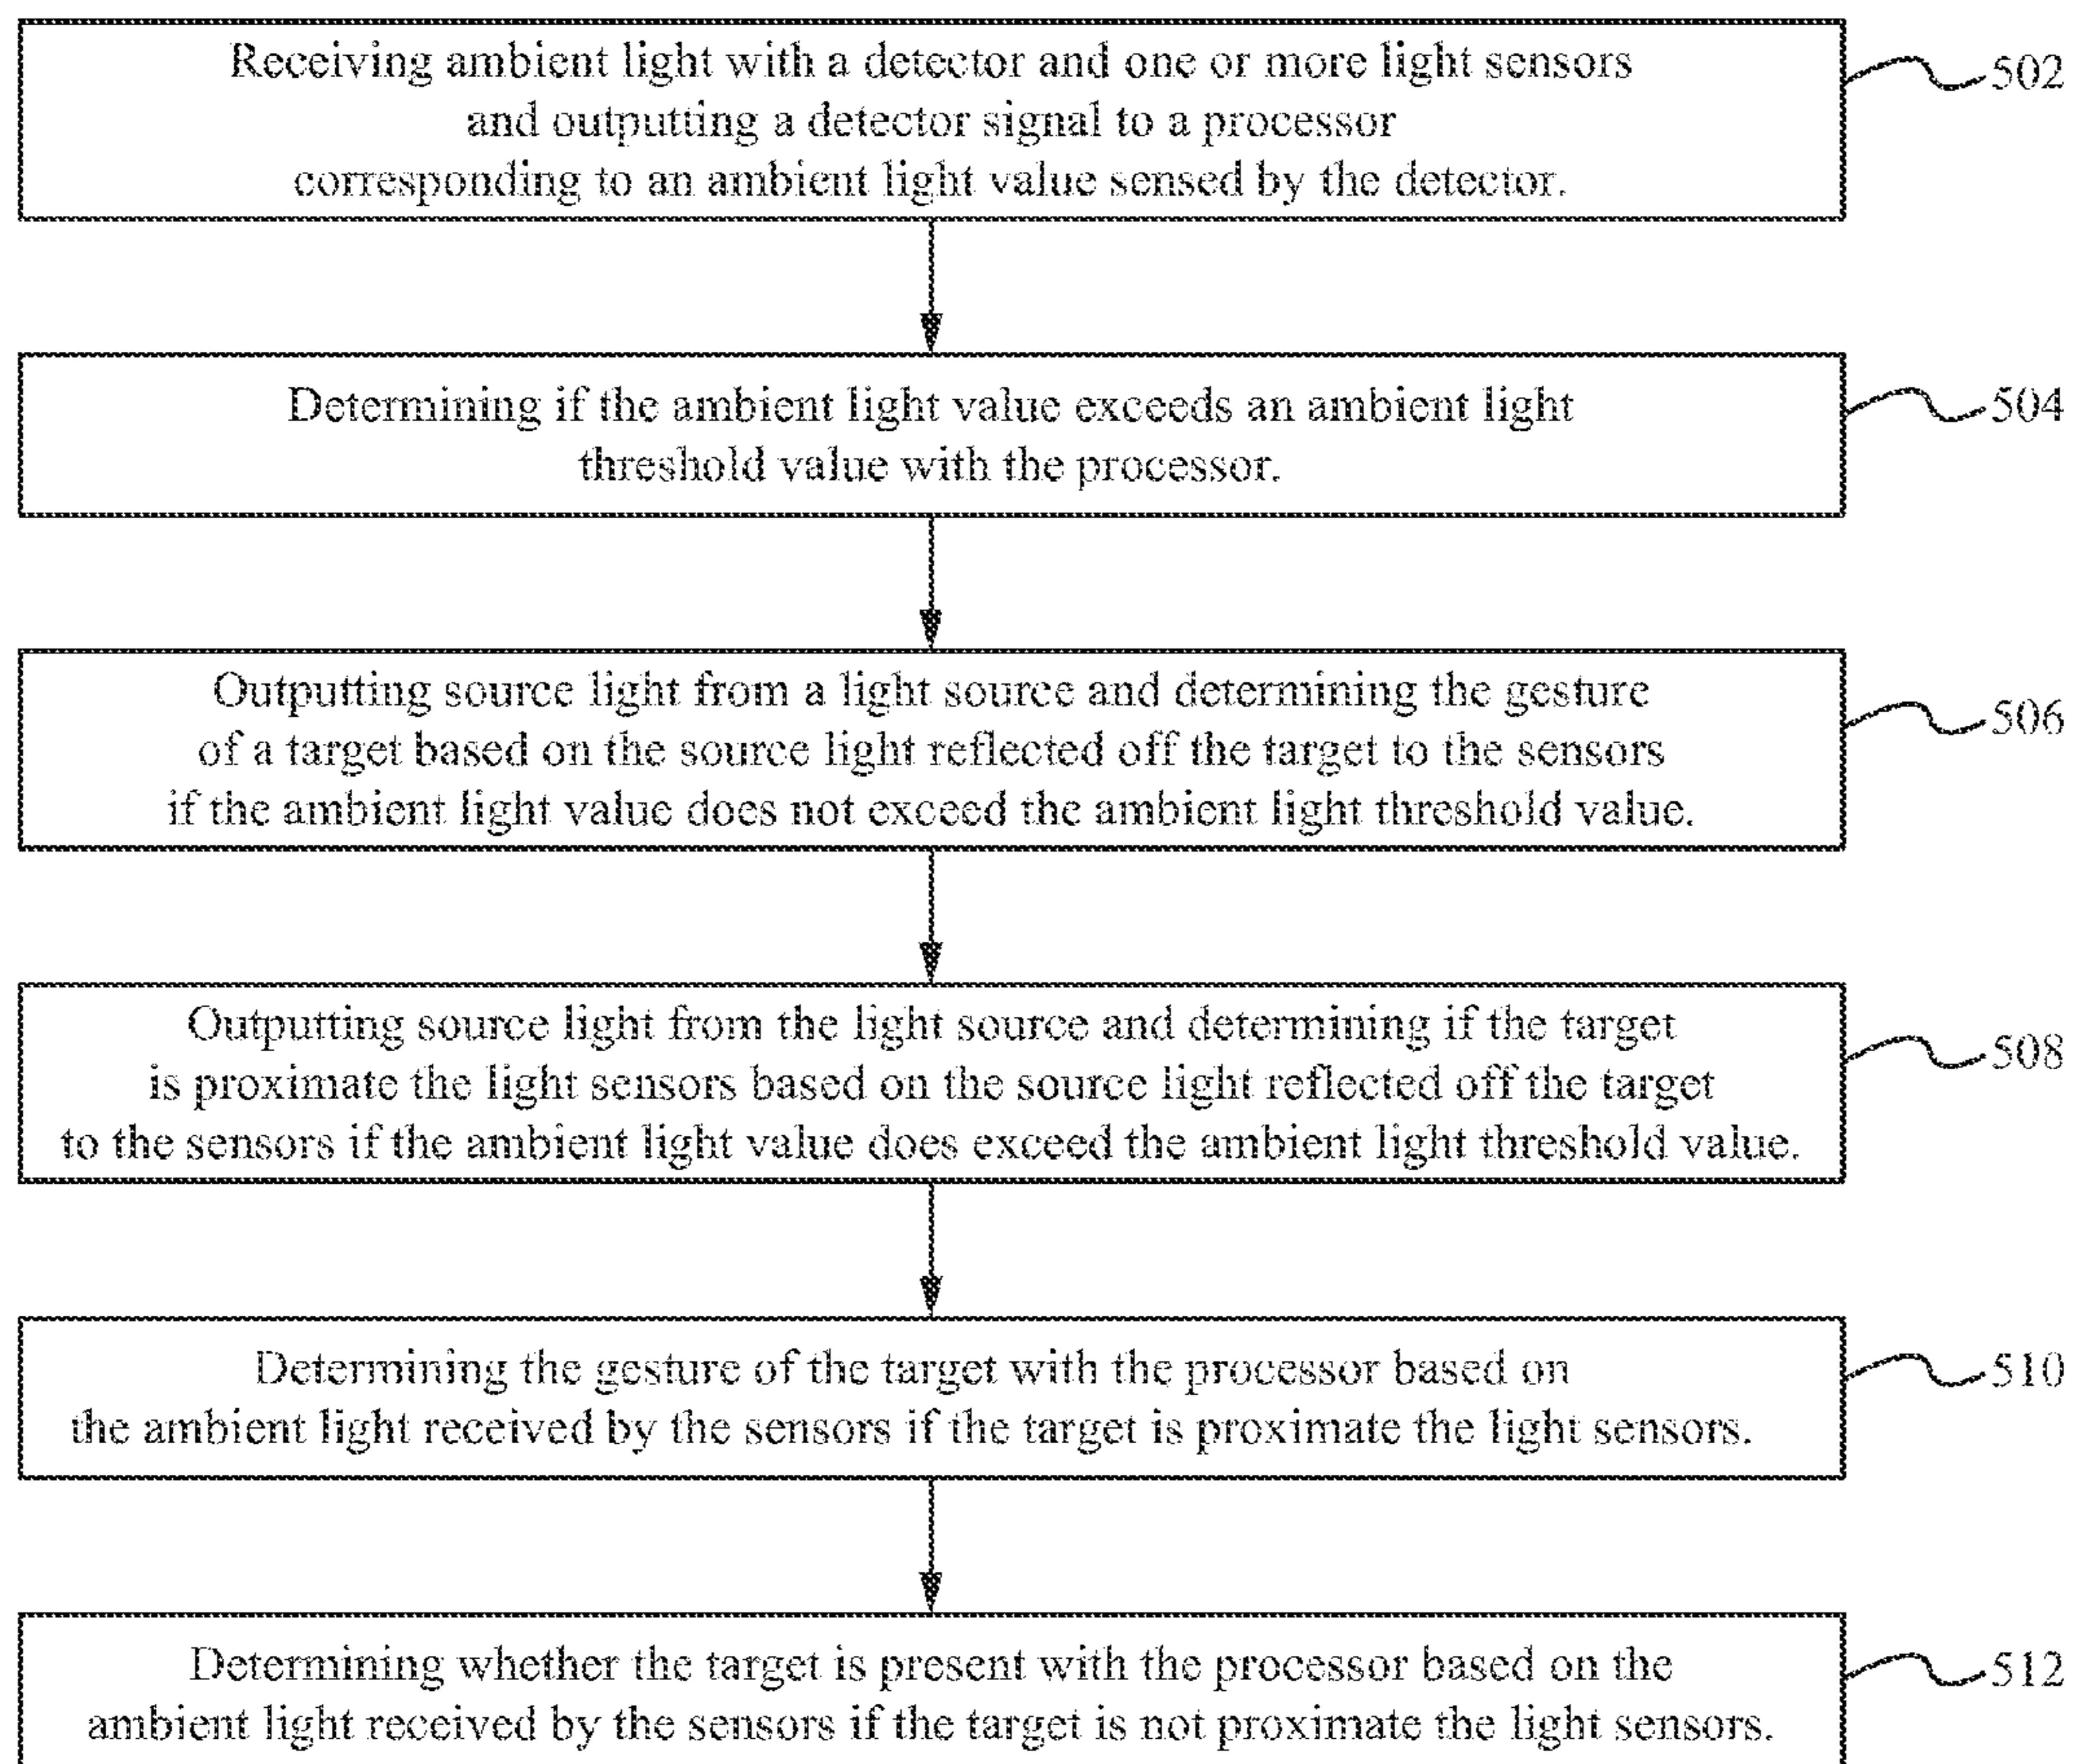 Receiving ambient light with a detector and one or more light sensors
and outputting a detector signal to a processor
corresponding to an ambient light value sensed by the detector.
502
Determining if the ambient light value exceeds an ambient light
threshold value with the processor.
504
Outputting source light from a light source and determining the gesture
of a target based on the source light reflected off the target to the sensors
if the ambient light value does not exceed the ambient light threshold value.
506
Outputting source light from the light source and determining if the target
is proximate the light sensors based on the source light reflected off the target
to the sensors if the ambient light value does exceed the ambient light threshold value.
508
Determining the gesture of the target with the processor based on
the ambient light received by the sensors if the target is proximate the light sensors.
510
Determining whether the target is present with the processor based on the
ambient light received by the sensors if the target is not proximate the light sensors.
512